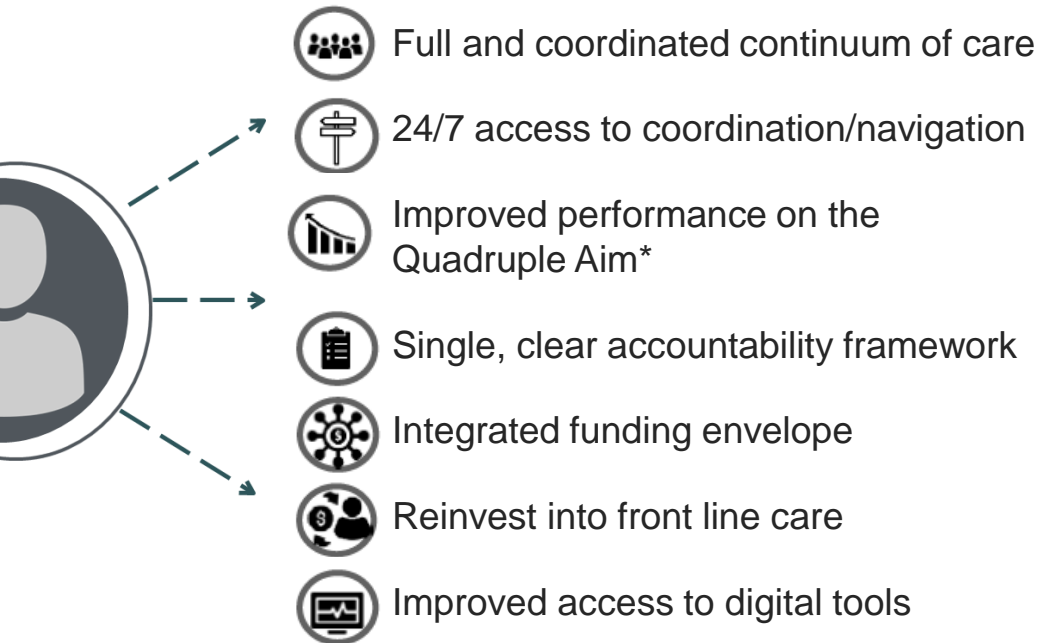 Full and coordinated continuum of care
24/7 access to coordination/navigation
Improved performance on the
Quadruple Aim*
Single, clear accountability framework
Integrated funding envelope
Reinvest into front line care
Improved access to digital tools